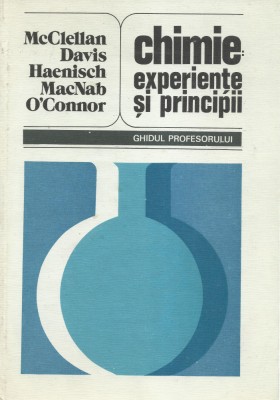 McClellan
Davis
Haenisch
MacNab
O'Connor
chimie:
experiențe
și principii
GHIDUL PROFESORULUI